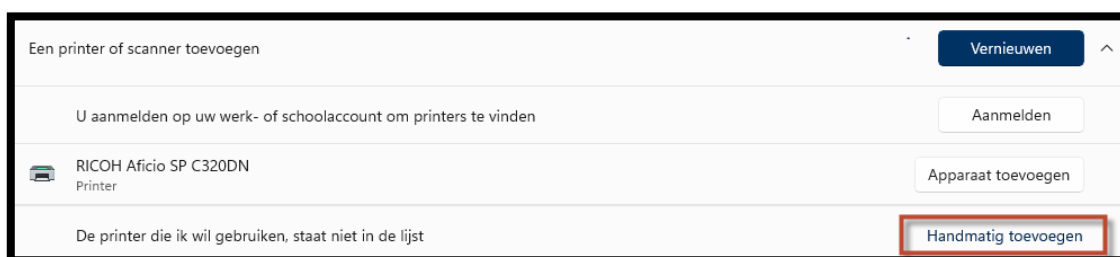 Een printer of scanner toevoegen Vernieuwen
U aanmelden op uw werk- of schoolaccount om printers te vinden Aanmelden
RICOH Aficio SP C320DN
Printer Apparaat toevoegen
De printer die ik wil gebruiken, staat niet in de lijst Handmatig toevoegen